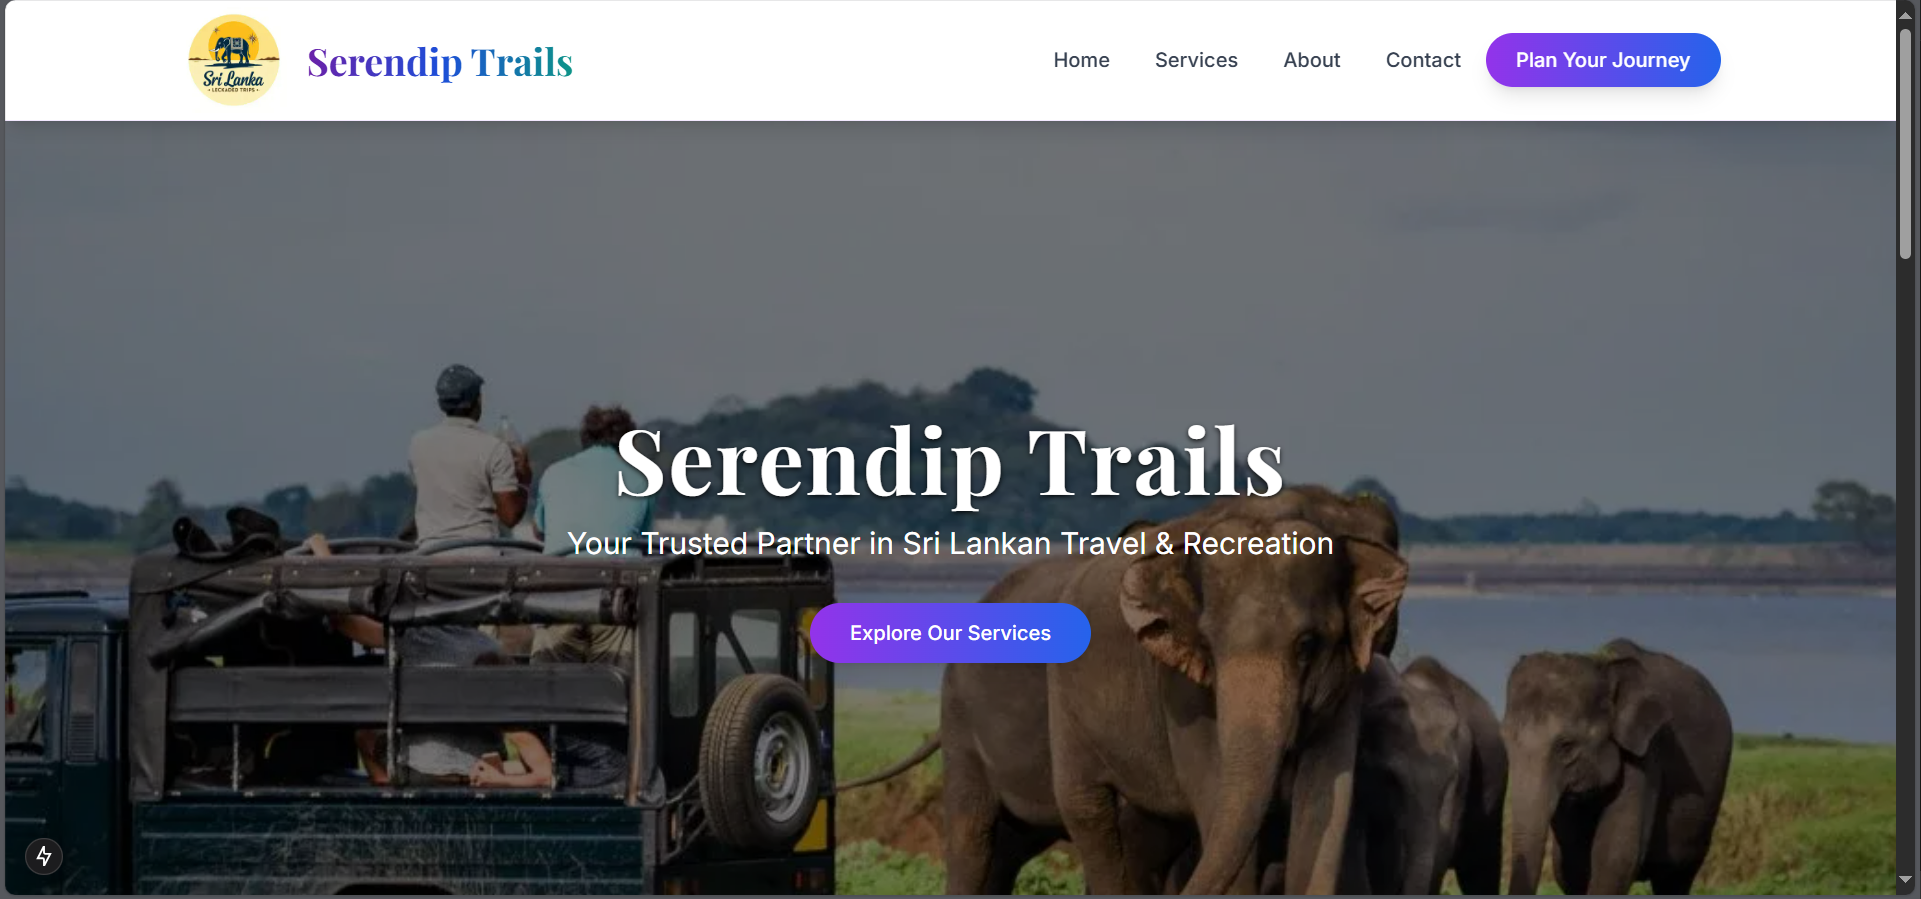 Sri Lanka
Serendip Trails
Home
Services
About
Contact
Plan Your Journey
Serendip Trails
Your Trusted Partner in Sri Lankan Travel & Recreation
Explore Our Services